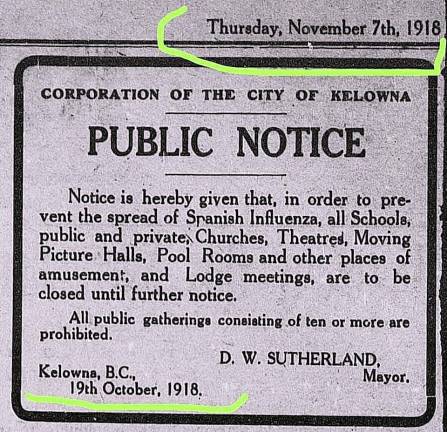 Thursday, November 7th, 1918
CORPORATION OF THE CITY OF KELOWNA
PUBLIC NOTICE
Notice is hereby given that, in order to pre-
vent the spread of Spanish Influenza, all Schools,
public and private, Churches, Theatres, Moving
Picture Halls, Pool Rooms and other places of
amusement, and Lodge meetings, are to be
closed until further notice.
All public gatherings consisting of ten or more are
prohibited.
D. W. SUTHERLAND,
Mayor.
Kelowna, B.C.,
19th October, 1918.